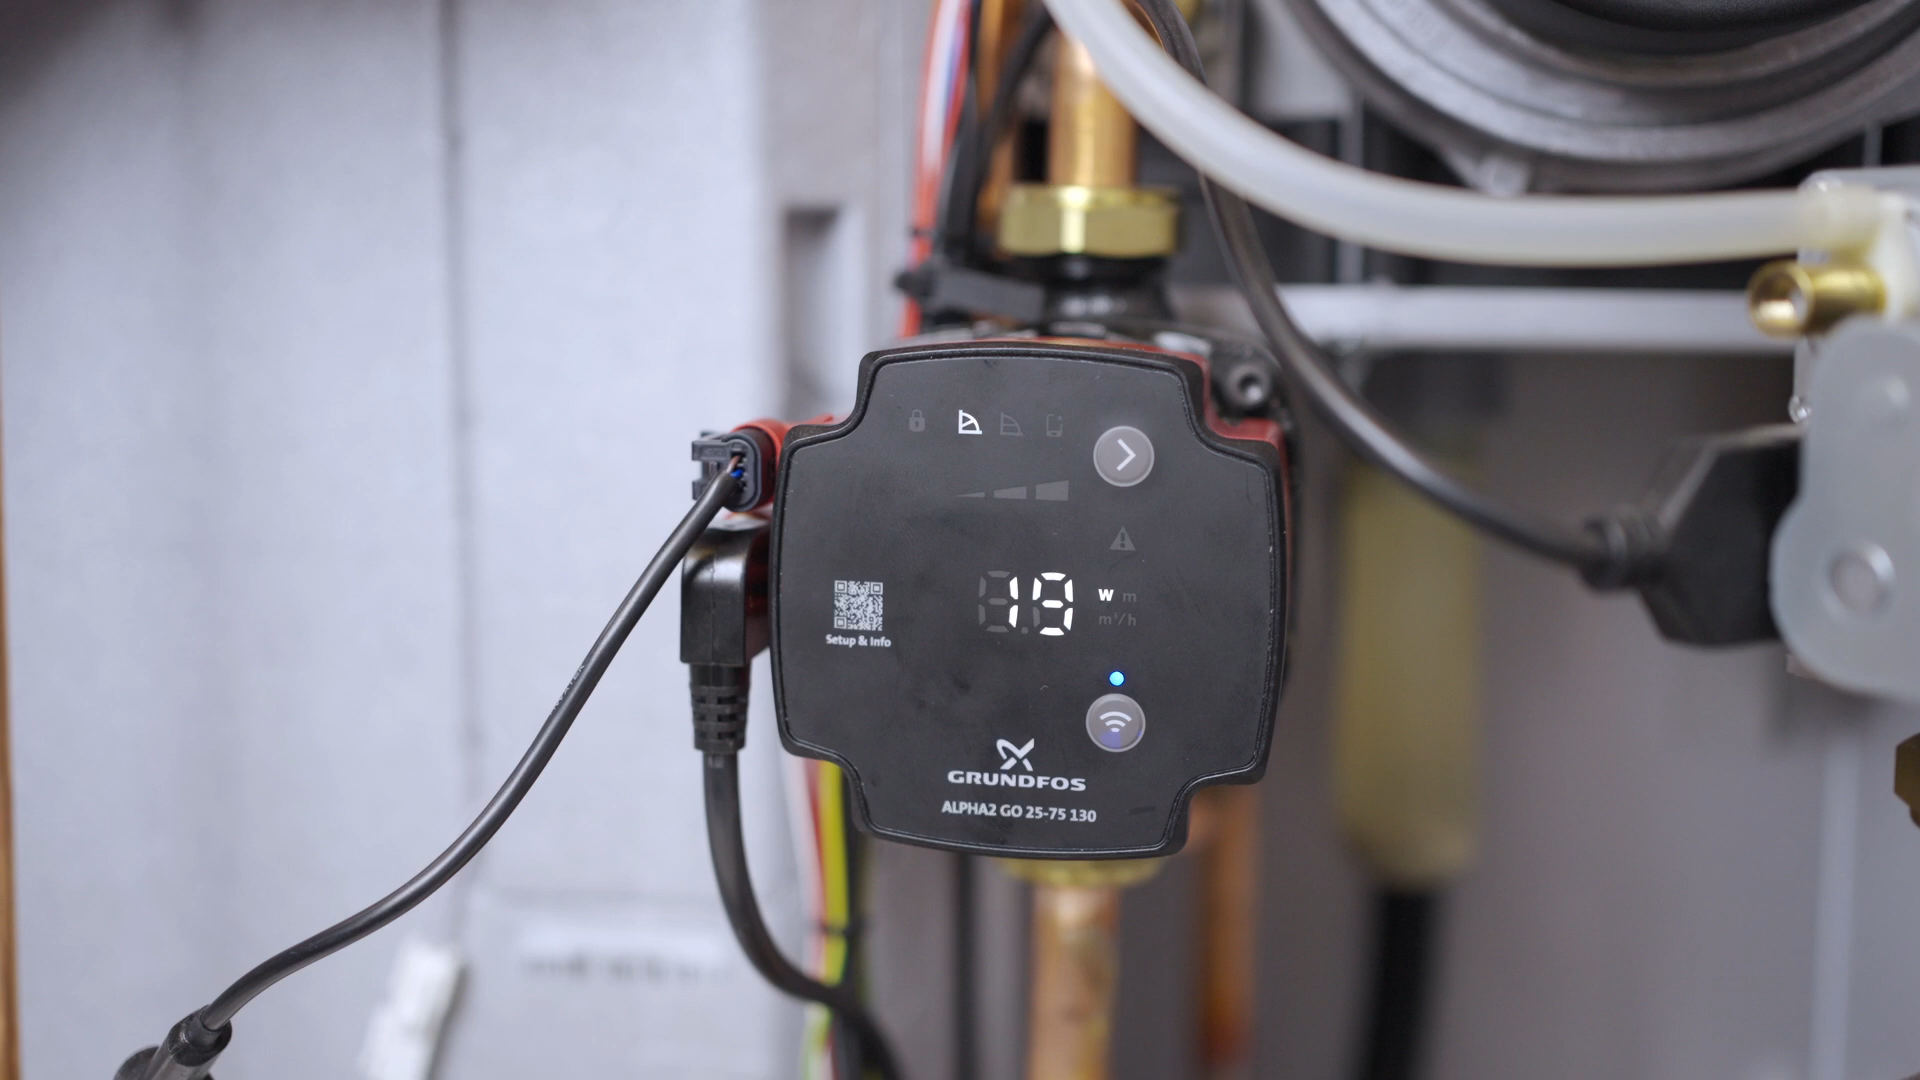 19 W m
m³/h
Setup & Info
GRUNDFOS
ALPHA2 GO 25-75 130